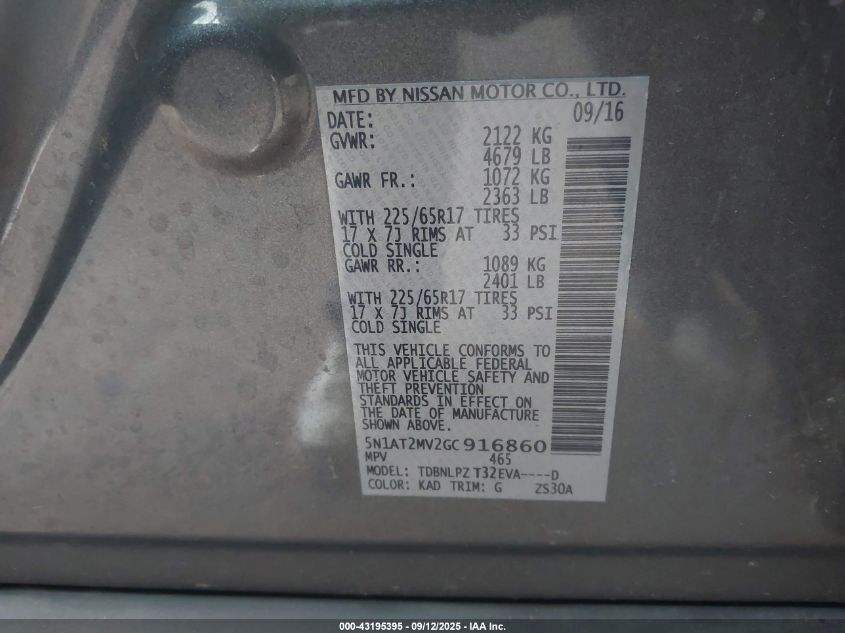 MFD BY NISSAN MOTOR CO., LTD.
DATE: 09/16
GVWR: 2122 KG
4679 LB
GAWR FR.: 1072 KG
2363 LB
WITH 225/65R17 TIRES
17 X 7J RIMS AT 33 PSI
COLD SINGLE
GAWR RR.: 1089 KG
2401 LB
WITH 225/65R17 TIRES
17 X 7J RIMS AT 33 PSI
COLD SINGLE
THIS VEHICLE CONFORMS TO
ALL APPLICABLE FEDERAL
MOTOR VEHICLE SAFETY AND
THEFT PREVENTION
STANDARDS IN EFFECT ON
THE DATE OF MANUFACTURE
SHOWN ABOVE.
5N1AT2MV2GC916860
MPV 465
MODEL: TDBNLPZ T32EVA----D
COLOR: KAD TRIM: G ZS30A
000-43195395 - 09/12/2025 - IAA Inc.